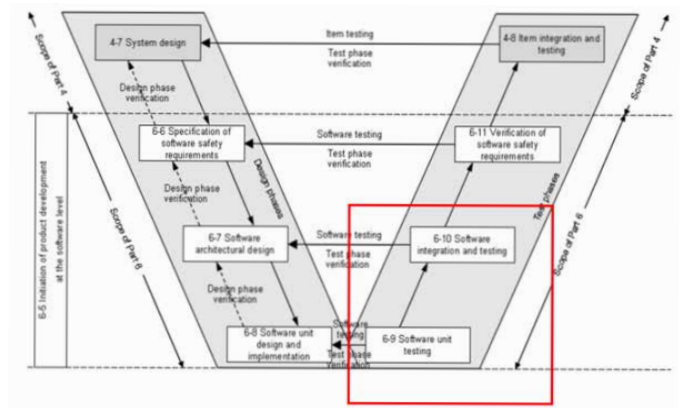 4-7 System design
Item testing
Test phase
verification
4-8 Item integration and
testing
Scope of Part 4
Design phase
verification
Scope of Part 4
6-6 Specification of
software safety
requirements
Software testing
Test phase
verification
6-11 Verification of
software safety
requirements
Design phases
Test phases
Design phase
verification
6-5 Initiation of product development
at the software level
Scope of Part 6
Scope of Part 6
6-7 Software
architectural design
Software testing
Test phase
verification
6-10 Software
integration and testing
Design phase
verification
6-8 Software unit
design and
implementation
Software
testing
Test phase
Verification
6-9 Software unit
testing